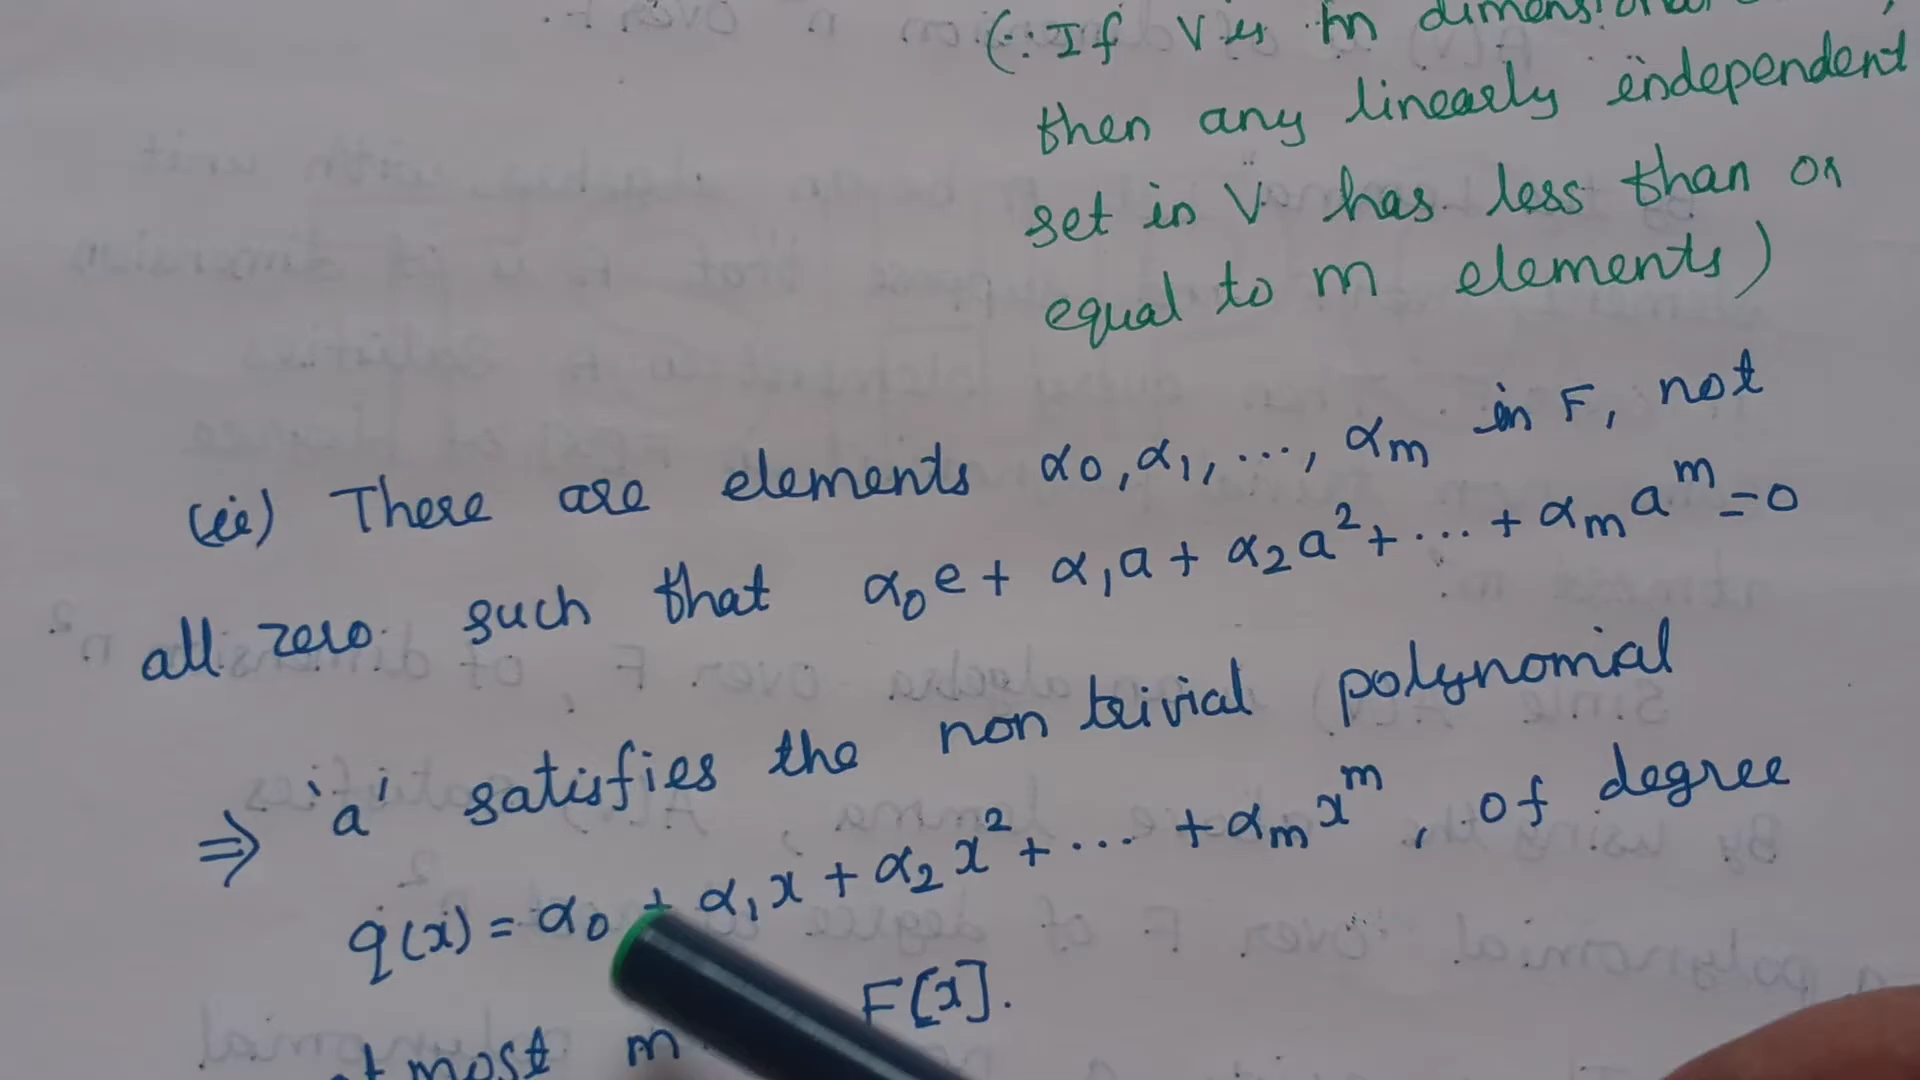 (∵ If V is m dimensional
then any linearly independent
set in V has less than or
equal to m elements)
(ii) There are elements α0, α1, ..., αm in F, not
all zero such that α₀e + α₁a + α₂a² + ... + αₘaᵐ = 0
⇒ 'a' satisfies the non trivial polynomial
q(x) = α₀ + α₁x + α₂x² + ... + αₘxᵐ, of degree
atmost m F[x].